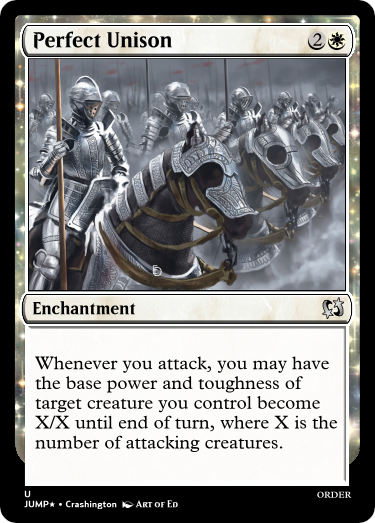 Perfect Unison 2
Enchantment
Whenever you attack, you may have
the base power and toughness of
target creature you control become
X/X until end of turn, where X is the
number of attacking creatures.
U ORDER
JUMP★ • Crashington Art of Ed